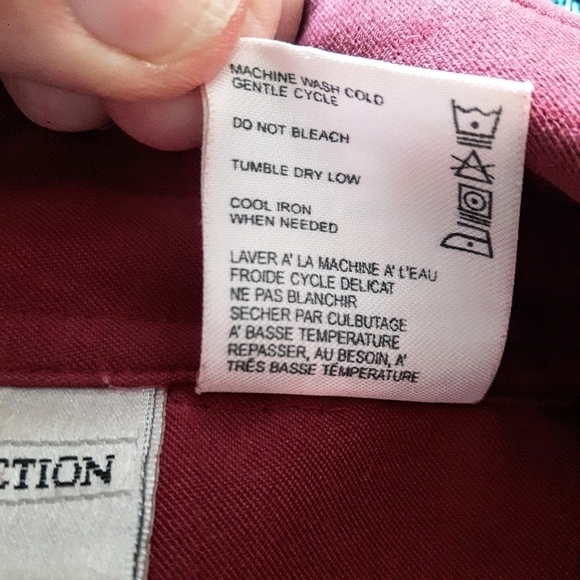 MACHINE WASH COLD
GENTLE CYCLE
DO NOT BLEACH
TUMBLE DRY LOW
COOL IRON
WHEN NEEDED
LAVER A' LA MACHINE A' L'EAU
FROIDE CYCLE DELICAT
NE PAS BLANCHIR
SECHER PAR CULBUTAGE
A' BASSE TEMPERATURE
REPASSER, AU BESOIN, A'
TRÉS BASSE TEMPÉRATURE
CTION